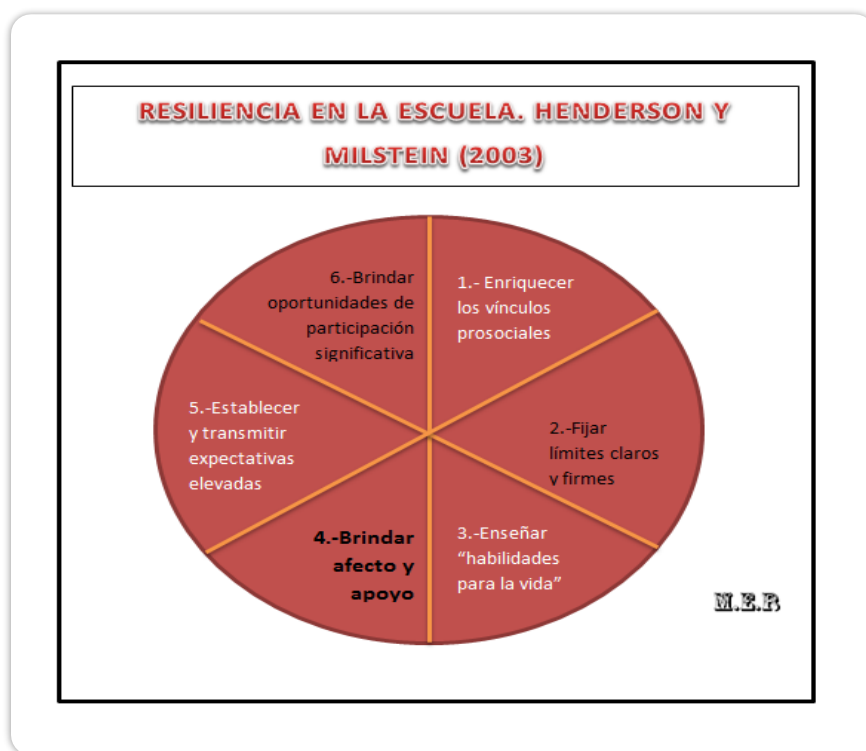 RESILIENCIA EN LA ESCUELA. HENDERSON Y
MILSTEIN (2003)
1.- Enriquecer
los vínculos
prosociales
2.-Fijar
límites claros
y firmes
3.-Enseñar
“habilidades
para la vida”
4.-Brindar
afecto y
apoyo
5.-Establecer
y transmitir
expectativas
elevadas
6.-Brindar
oportunidades de
participación
significativa
M.E.R